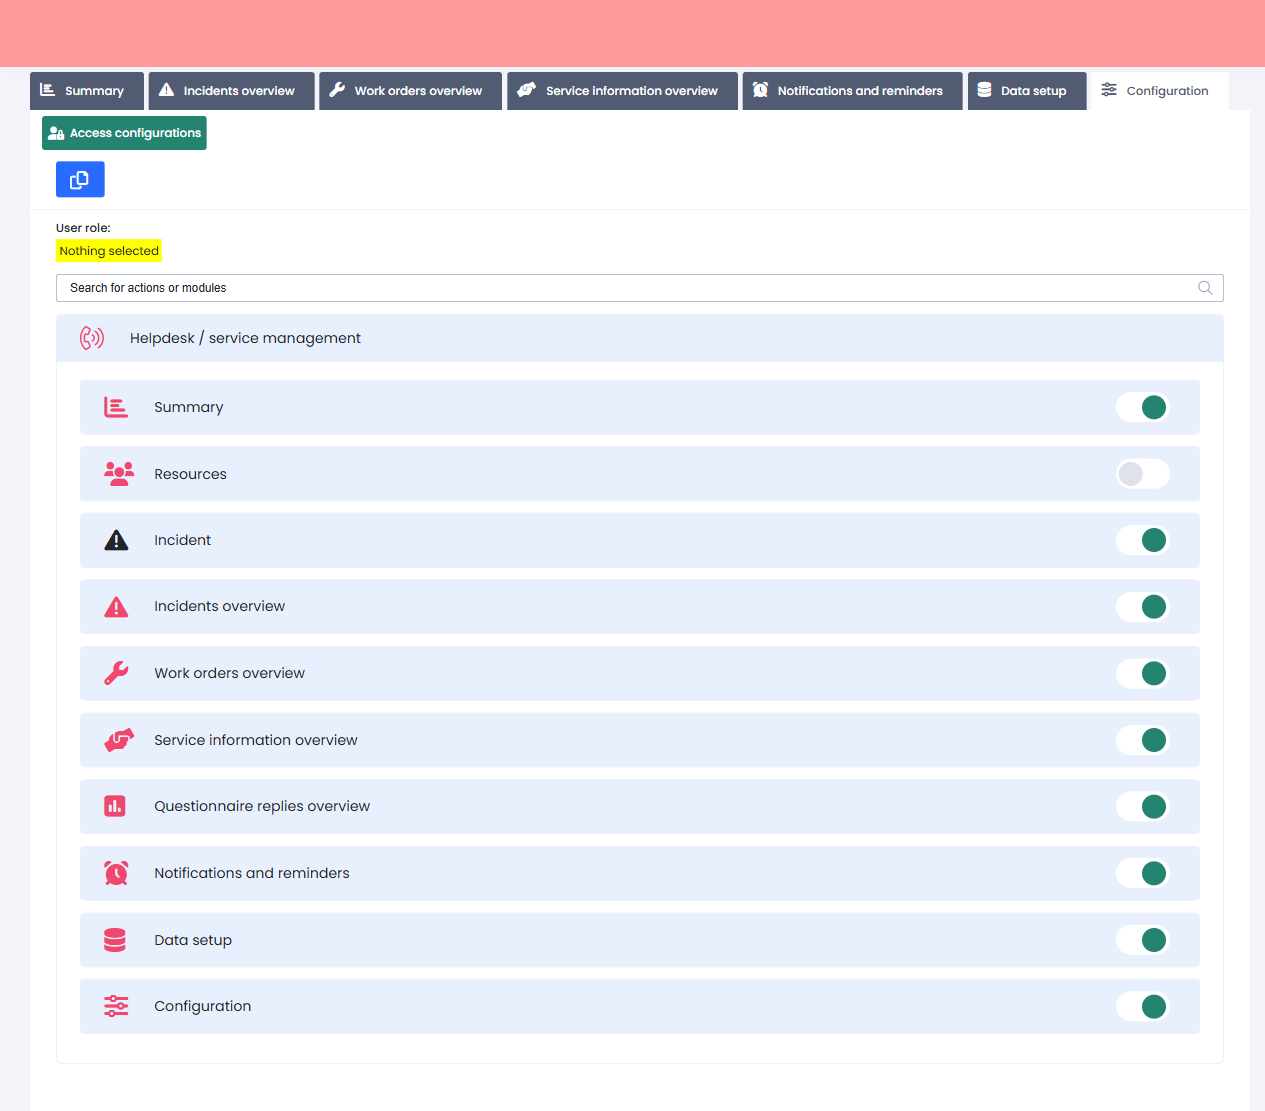 Summary
Incidents overview
Work orders overview
Service information overview
Notifications and reminders
Data setup
Configuration
Access configurations
User role:
Nothing selected
Search for actions or modules
Helpdesk / service management
Summary
Resources
Incident
Incidents overview
Work orders overview
Service information overview
Questionnaire replies overview
Notifications and reminders
Data setup
Configuration